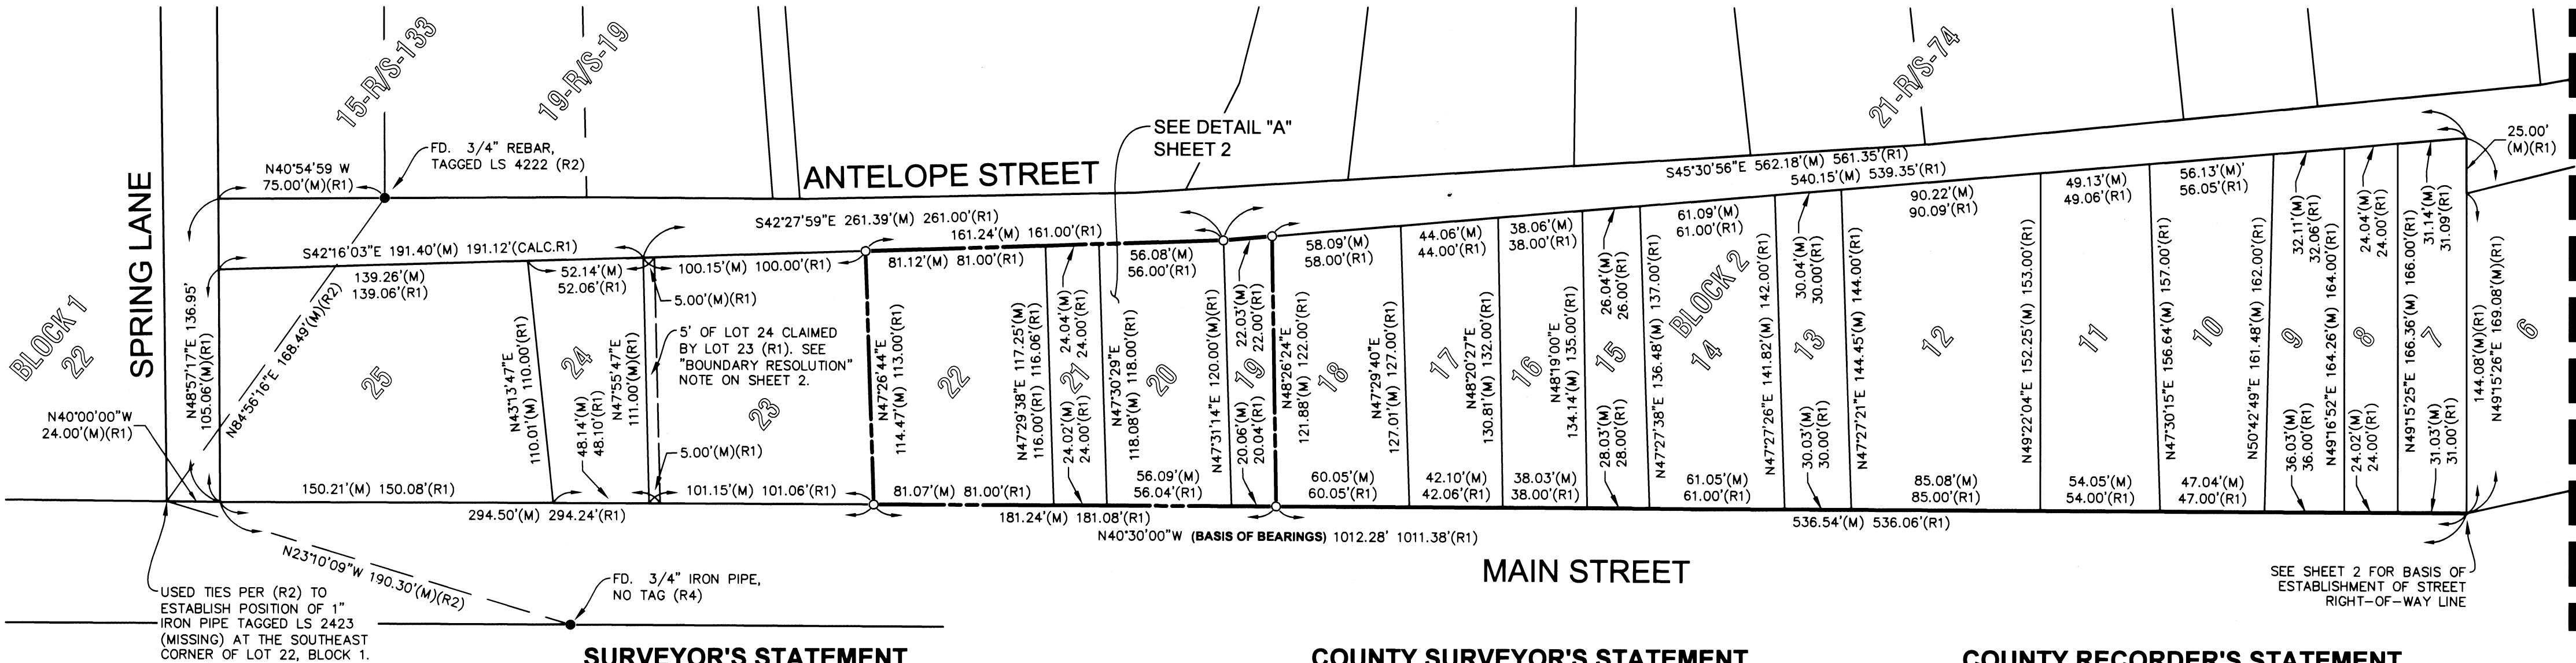 15-R/S-133
19-R/S-19
21-R/S-74
FD. 3/4" REBAR,
TAGGED LS 4222 (R2)
SEE DETAIL "A"
SHEET 2
ANTELOPE STREET
SPRING LANE
N40°54'59 W
75.00'(M)(R1)
S45°30'56"E 562.18'(M) 561.35'(R1)
540.15'(M) 539.35'(R1)
25.00'
(M)(R1)
S42°27'59"E 261.39'(M) 261.00'(R1)
161.24'(M) 161.00'(R1)
S42°16'03"E 191.40'(M) 191.12'(CALC.R1)
139.26'(M)
139.06'(R1)
52.14'(M)
52.06'(R1)
100.15'(M) 100.00'(R1)
81.12'(M) 81.00'(R1)
24.04'(M)
24.00'(R1)
56.08'(M)
56.00'(R1)
22.03'(M)
22.00'(R1)
58.09'(M)
58.00'(R1)
44.06'(M)
44.00'(R1)
38.06'(M)
38.00'(R1)
26.04'(M)
26.00'(R1)
61.09'(M)
61.00'(R1)
30.04'(M)
30.00'(R1)
90.22'(M)
90.09'(R1)
49.13'(M)
49.06'(R1)
56.13'(M)'
56.05'(R1)
32.11'(M)
32.06'(R1)
24.04'(M)
24.00'(R1)
31.14'(M)
31.09'(R1)
5.00'(M)(R1)
5' OF LOT 24 CLAIMED
BY LOT 23 (R1). SEE
"BOUNDARY RESOLUTION"
NOTE ON SHEET 2.
5.00'(M)(R1)
BLOCK 1
22
BLOCK 2
25
24
23
22
21
20
19
18
17
16
15
14
13
12
11
10
9
8
7
6
N48°57'17"E 136.95'
105.06'(M)(R1)
N84°56'16"E 168.49'(M)(R2)
N43°13'47"E
110.01'(M) 110.00'(R1)
N47°55'47"E
111.00'(M)(R1)
N47°26'44"E
114.47'(M) 113.00'(R1)
N47°29'38"E 117.25'(M)
116.00'(R1) 116.06'(R1)
N47°30'29"E
118.08'(M) 118.00'(R1)
N47°31'14"E 120.00'(M)(R1)
N48°26'24"E
121.88'(M) 122.00'(R1)
N47°29'40"E
127.01'(M) 127.00'(R1)
N48°20'27"E
130.81'(M) 132.00'(R1)
N48°19'00"E
134.14'(M) 135.00'(R1)
N47°27'38"E 136.48'(M) 137.00'(R1)
N47°27'26"E 141.82'(M) 142.00'(R1)
N47°27'21"E 144.45'(M) 144.00'(R1)
N49°22'04"E 152.25'(M) 153.00'(R1)
N47°30'15"E 156.64'(M) 157.00'(R1)
N50°42'49"E 161.48'(M) 162.00'(R1)
N49°16'52"E 164.26'(M) 164.00'(R1)
N49°15'25"E 166.36'(M) 166.00'(R1)
144.08'(M)(R1)
N49°15'26"E 169.08'(M)(R1)
N40°00'00"W
24.00'(M)(R1)
150.21'(M) 150.08'(R1)
48.14'(M)
48.10'(R1)
101.15'(M) 101.06'(R1)
81.07'(M) 81.00'(R1)
24.02'(M)
24.00'(R1)
56.09'(M)
56.04'(R1)
20.06'(M)
20.04'(R1)
60.05'(M)
60.05'(R1)
42.10'(M)
42.06'(R1)
38.03'(M)
38.00'(R1)
28.03'(M)
28.00'(R1)
61.05'(M)
61.00'(R1)
30.03'(M)
30.00'(R1)
85.08'(M)
85.00'(R1)
54.05'(M)
54.00'(R1)
47.04'(M)
47.00'(R1)
36.03'(M)
36.00'(R1)
24.02'(M)
24.00'(R1)
31.03'(M)
31.00'(R1)
294.50'(M) 294.24'(R1)
181.24'(M) 181.08'(R1)
536.54'(M) 536.06'(R1)
N40°30'00"W (BASIS OF BEARINGS) 1012.28' 1011.38'(R1)
MAIN STREET
N23°10'09"W 190.30'(M)(R2)
FD. 3/4" IRON PIPE,
NO TAG (R4)
USED TIES PER (R2) TO
ESTABLISH POSITION OF 1"
IRON PIPE TAGGED LS 2423
(MISSING) AT THE SOUTHEAST
CORNER OF LOT 22, BLOCK 1.
SEE SHEET 2 FOR BASIS OF
ESTABLISHMENT OF STREET
RIGHT-OF-WAY LINE
SURVEYOR'S STATEMENT
COUNTY SURVEYOR'S STATEMENT
COUNTY RECORDER'S STATEMENT